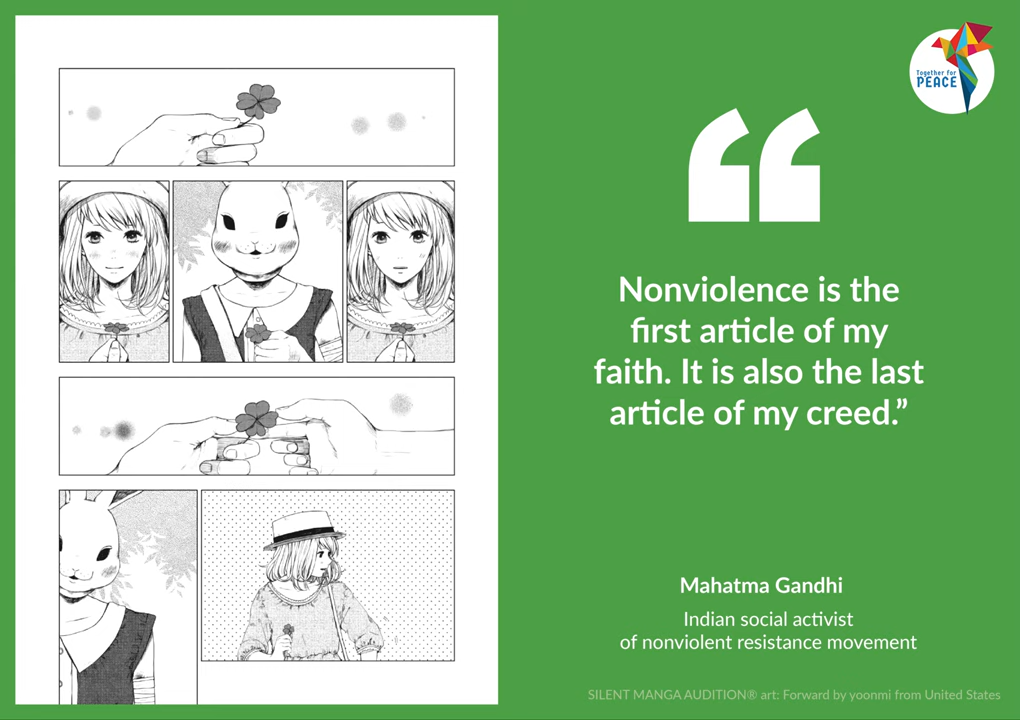 Together for
PEACE
“
Nonviolence is the
first article of my
faith. It is also the last
article of my creed.”
Mahatma Gandhi
Indian social activist
of nonviolent resistance movement
SILENT MANGA AUDITION® art: Forward by yoonmi from United States